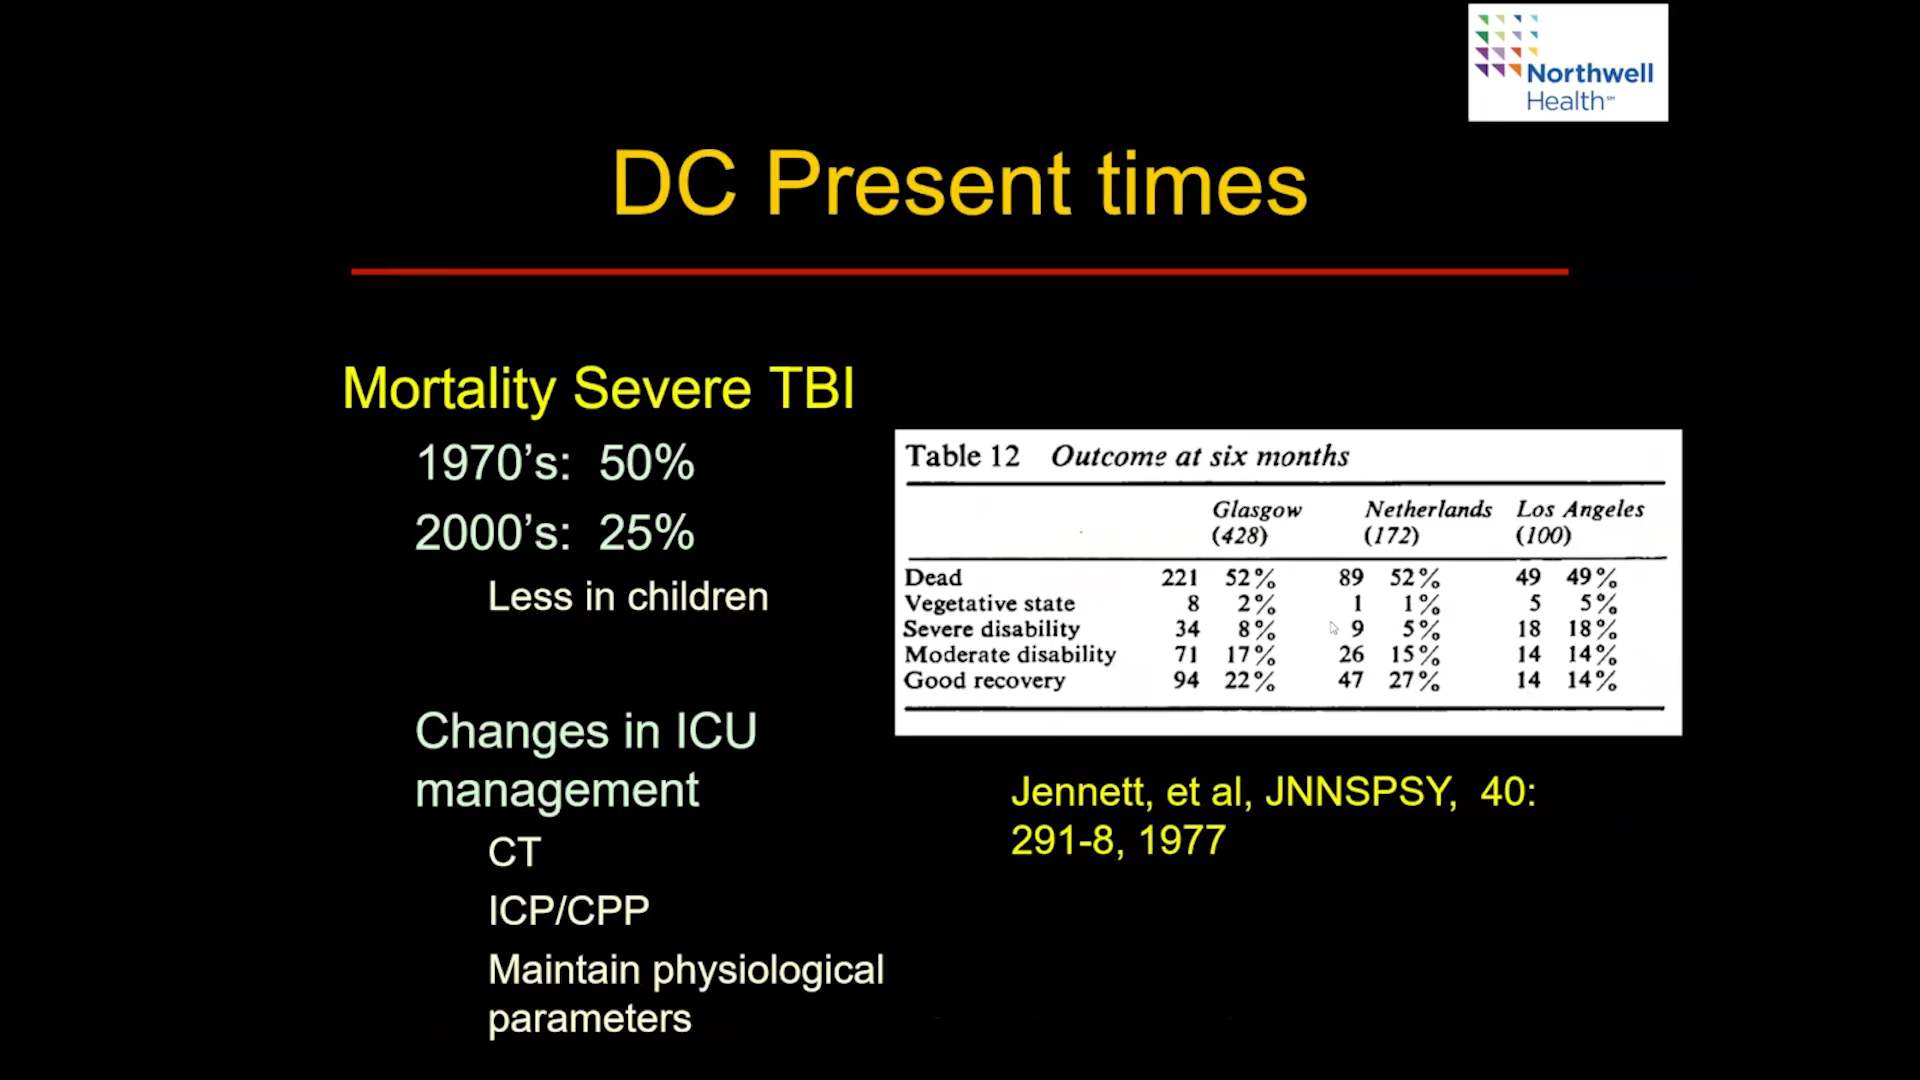 Northwell
Health℠
DC Present times
Mortality Severe TBI
1970’s: 50%
2000’s: 25%
Less in children
Changes in ICU
management
CT
ICP/CPP
Maintain physiological
parameters
Table 12 Outcome at six months
Glasgow Netherlands Los Angeles
(428) (172) (100)
Dead 221 52% 89 52% 49 49%
Vegetative state 8 2% 1 1% 5 5%
Severe disability 34 8% 9 5% 18 18%
Moderate disability 71 17% 26 15% 14 14%
Good recovery 94 22% 47 27% 14 14%
Jennett, et al, JNNSPSY, 40:
291-8, 1977